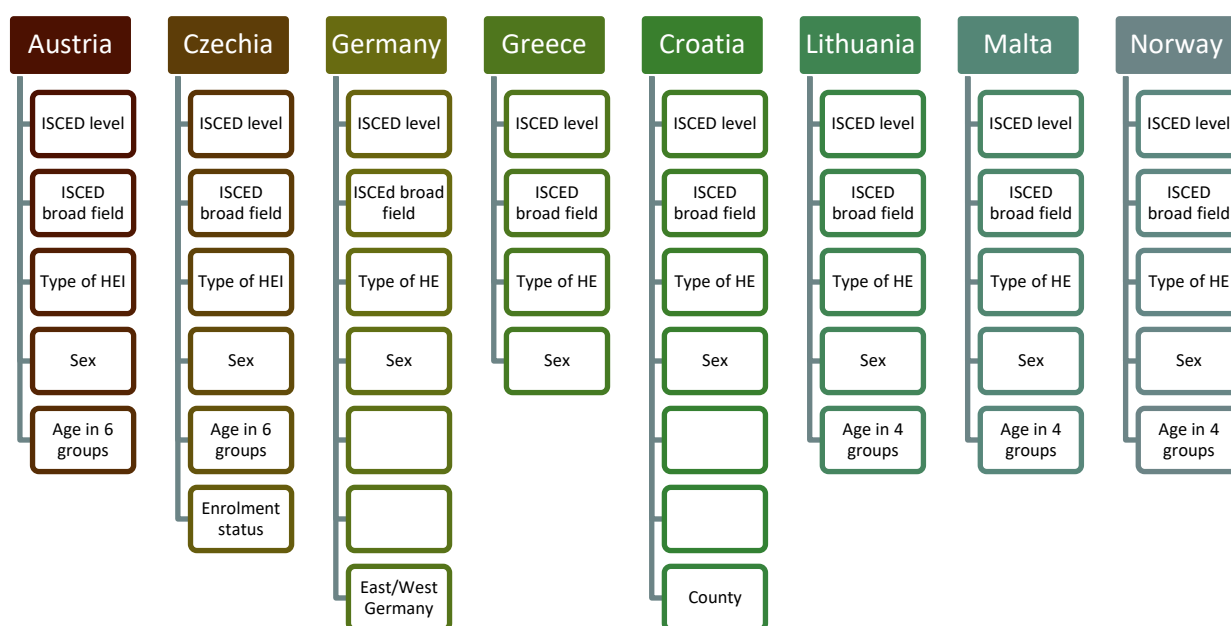 Austria
ISCED level
ISCED
broad field
Type of HEI
Sex
Age in 6
groups
Czechia
ISCED level
ISCED
broad field
Type of HEI
Sex
Age in 6
groups
Enrolment
status
Germany
ISCED level
ISCEd broad
field
Type of HE
Sex
East/West
Germany
Greece
ISCED level
ISCED
broad field
Type of HE
Sex
Croatia
ISCED level
ISCED
broad field
Type of HE
Sex
County
Lithuania
ISCED level
ISCED
broad field
Type of HE
Sex
Age in 4
groups
Malta
ISCED level
ISCED
broad field
Type of HE
Sex
Age in 4
groups
Norway
ISCED level
ISCED
broad field
Type of HE
Sex
Age in 4
groups